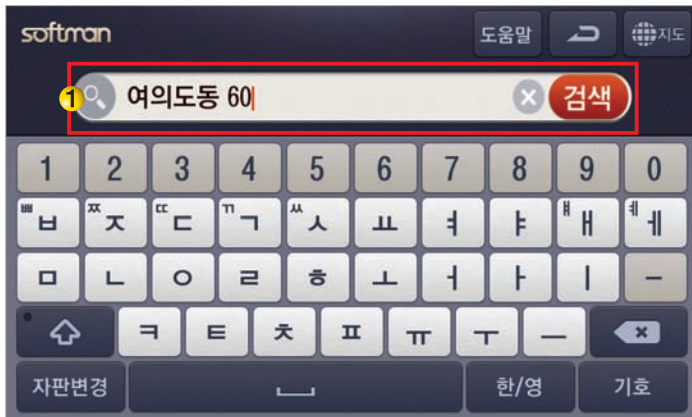 softman 도움말 지도
1 여의도동 60 검색
1 2 3 4 5 6 7 8 9 0
ㅃ ㅂ ㅉ ㅈ ㄸ ㄷ ㄲ ㄱ ㅆ ㅅ ㅛ ㅕ ㅑ ㅒ ㅐ ㅖ ㅔ
ㅁ ㄴ ㅇ ㄹ ㅎ ㅗ ㅓ ㅏ ㅣ -
ㅋ ㅌ ㅊ ㅍ ㅠ ㅜ ㅡ
자판변경 한/영 기호